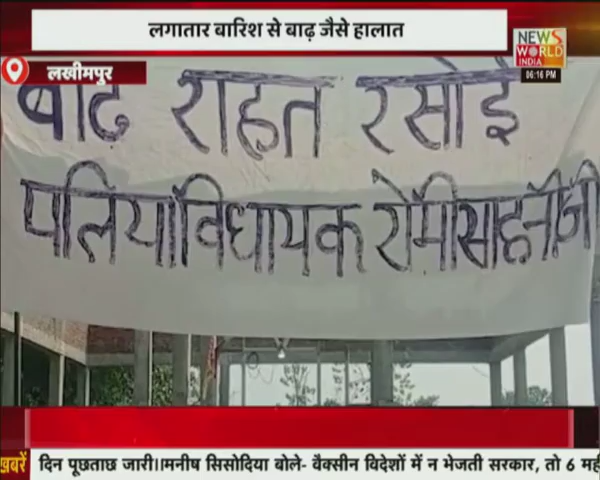 लगातार बारिश से बाढ़ जैसे हालात
NEWS
WORLD
INDIA
06:16 PM
लखीमपुर
बाढ़ राहत रसोई
पलिया विधायक रोमी साहनी जी
खबरें दिन पूछताछ जारी।।मनीष सिसोदिया बोले- वैक्सीन विदेशों में न भेजती सरकार, तो 6